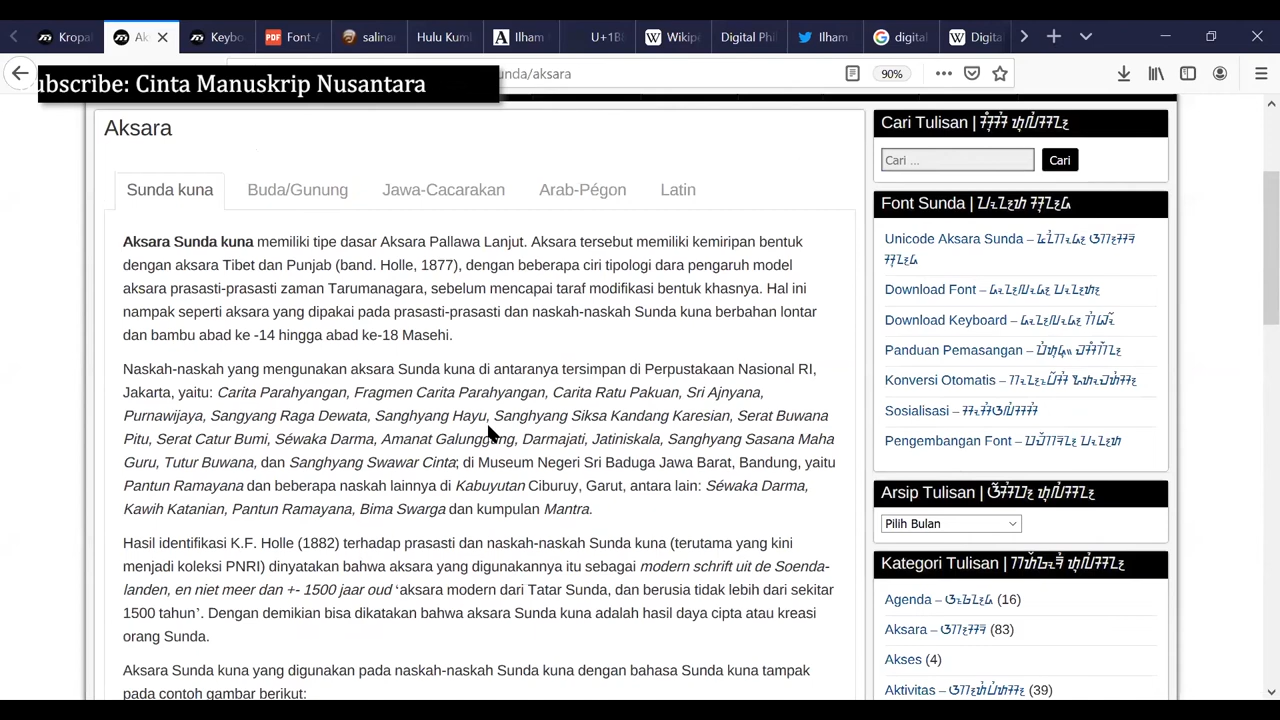 Kropa
Ak
Keybo
Font-A
salina
Hulu Kumi
Ilham
U+1B
Wikipe
Digital Phi
Ilham
digital
Digita
ubscribe: Cinta Manuskrip Nusantara
unda/aksara
90%
Aksara
Sunda kuna
Buda/Gunung
Jawa-Cacarakan
Arab-Pégon
Latin
Aksara Sunda kuna memiliki tipe dasar Aksara Pallawa Lanjut. Aksara tersebut memiliki kemiripan bentuk
dengan aksara Tibet dan Punjab (band. Holle, 1877), dengan beberapa ciri tipologi dara pengaruh model
aksara prasasti-prasasti zaman Tarumanagara, sebelum mencapai taraf modifikasi bentuk khasnya. Hal ini
nampak seperti aksara yang dipakai pada prasasti-prasasti dan naskah-naskah Sunda kuna berbahan lontar
dan bambu abad ke -14 hingga abad ke-18 Masehi.
Naskah-naskah yang mengunakan aksara Sunda kuna di antaranya tersimpan di Perpustakaan Nasional RI,
Jakarta, yaitu: Carita Parahyangan, Fragmen Carita Parahyangan, Carita Ratu Pakuan, Sri Ajnyana,
Purnawijaya, Sangyang Raga Dewata, Sanghyang Hayu, Sanghyang Siksa Kandang Karesian, Serat Buwana
Pitu, Serat Catur Bumi, Séwaka Darma, Amanat Galunggung, Darmajati, Jatiniskala, Sanghyang Sasana Maha
Guru, Tutur Buwana, dan Sanghyang Swawar Cinta; di Museum Negeri Sri Baduga Jawa Barat, Bandung, yaitu
Pantun Ramayana dan beberapa naskah lainnya di Kabuyutan Ciburuy, Garut, antara lain: Séwaka Darma,
Kawih Katanian, Pantun Ramayana, Bima Swarga dan kumpulan Mantra.
Hasil identifikasi K.F. Holle (1882) terhadap prasasti dan naskah-naskah Sunda kuna (terutama yang kini
menjadi koleksi PNRI) dinyatakan bahwa aksara yang digunakannya itu sebagai modern schrift uit de Soenda-
landen, en niet meer dan +- 1500 jaar oud ‘aksara modern dari Tatar Sunda, dan berusia tidak lebih dari sekitar
1500 tahun’. Dengan demikian bisa dikatakan bahwa aksara Sunda kuna adalah hasil daya cipta atau kreasi
orang Sunda.
Aksara Sunda kuna yang digunakan pada naskah-naskah Sunda kuna dengan bahasa Sunda kuna tampak
pada contoh gambar berikut:
Cari Tulisan |
Cari ...
Cari
Font Sunda |
Unicode Aksara Sunda –
Download Font –
Download Keyboard –
Panduan Pemasangan –
Konversi Otomatis –
Sosialisasi –
Pengembangan Font –
Arsip Tulisan |
Pilih Bulan
Kategori Tulisan |
Agenda – (16)
Aksara – (83)
Akses (4)
Aktivitas – (39)